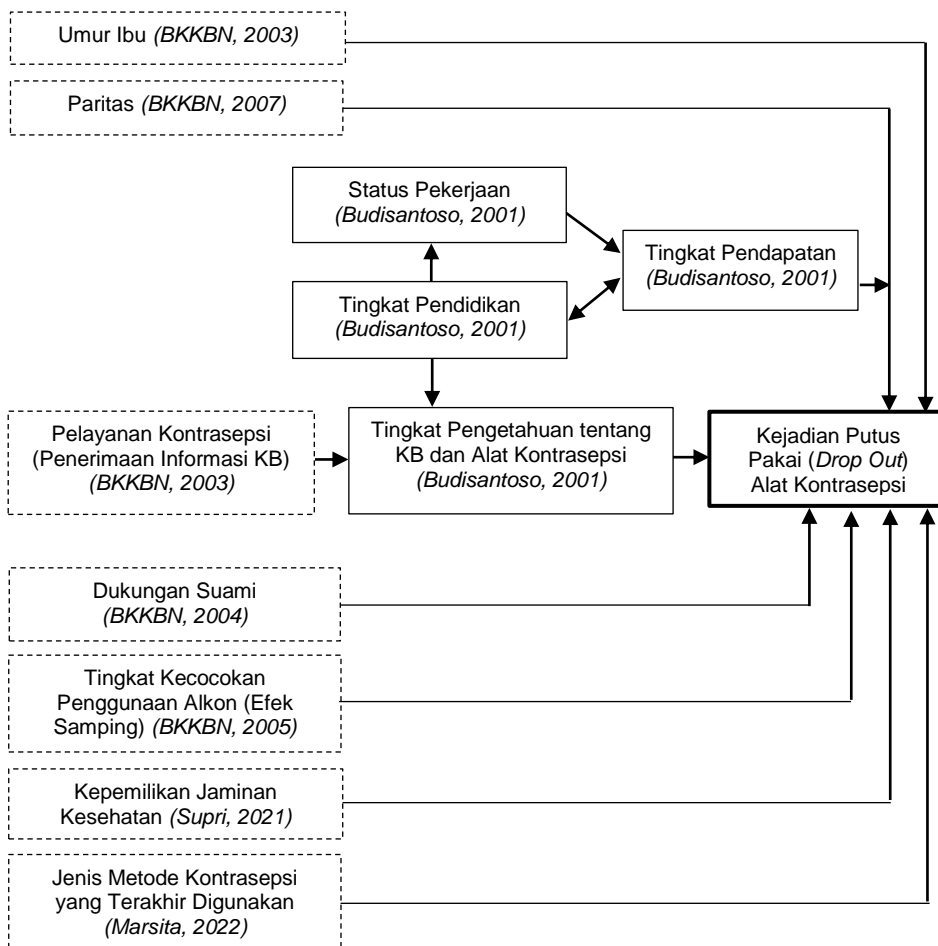 Umur Ibu (BKKBN, 2003)
Paritas (BKKBN, 2007)
Status Pekerjaan
(Budisantoso, 2001)
Tingkat Pendapatan
(Budisantoso, 2001)
Tingkat Pendidikan
(Budisantoso, 2001)
Pelayanan Kontrasepsi
(Penerimaan Informasi KB)
(BKKBN, 2003)
Tingkat Pengetahuan tentang
KB dan Alat Kontrasepsi
(Budisantoso, 2001)
Kejadian Putus
Pakai (Drop Out)
Alat Kontrasepsi
Dukungan Suami
(BKKBN, 2004)
Tingkat Kecocokan
Penggunaan Alkon (Efek
Samping) (BKKBN, 2005)
Kepemilikan Jaminan
Kesehatan (Supri, 2021)
Jenis Metode Kontrasepsi
yang Terakhir Digunakan
(Marsita, 2022)